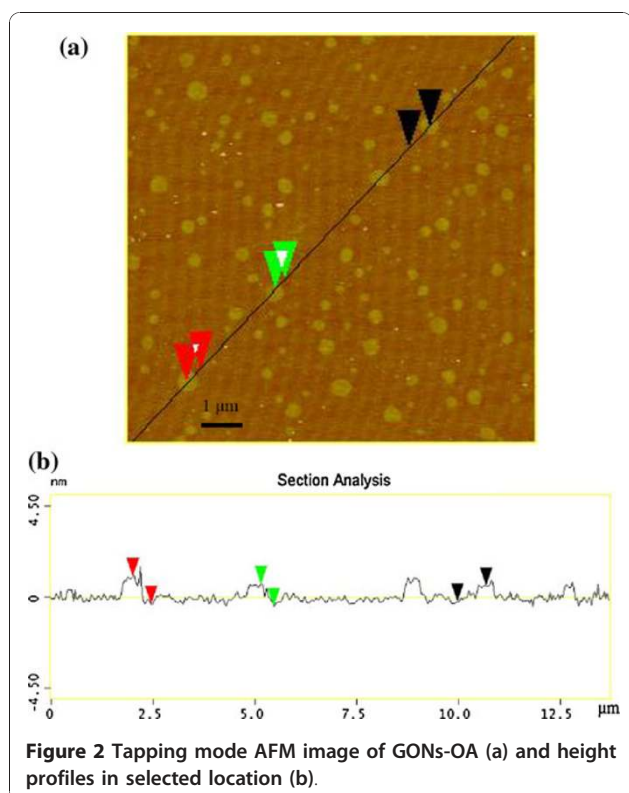 (a)
1 μm
(b)
nm
Section Analysis
4.50
0
-4.50
0 2.5 5.0 7.5 10.0 12.5 μm
Figure 2 Tapping mode AFM image of GONs-OA (a) and height
profiles in selected location (b).